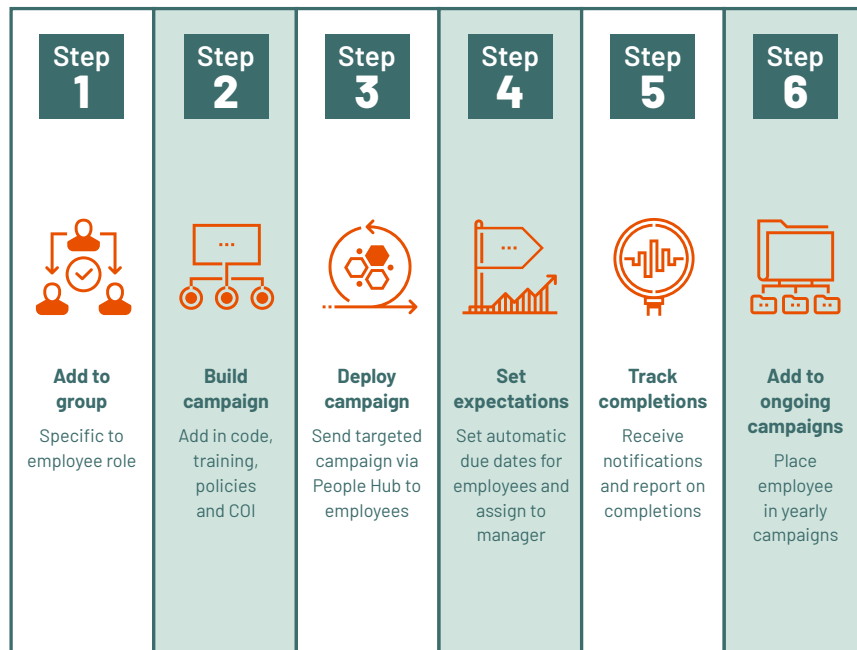 Step
1
Add to
group
Specific to
employee role
Step
2
Build
campaign
Add in code,
training,
policies
and COI
Step
3
Deploy
campaign
Send targeted
campaign via
People Hub to
employees
Step
4
Set
expectations
Set automatic
due dates for
employees and
assign to
manager
Step
5
Track
completions
Receive
notifications
and report on
completions
Step
6
Add to
ongoing
campaigns
Place
employee
in yearly
campaigns